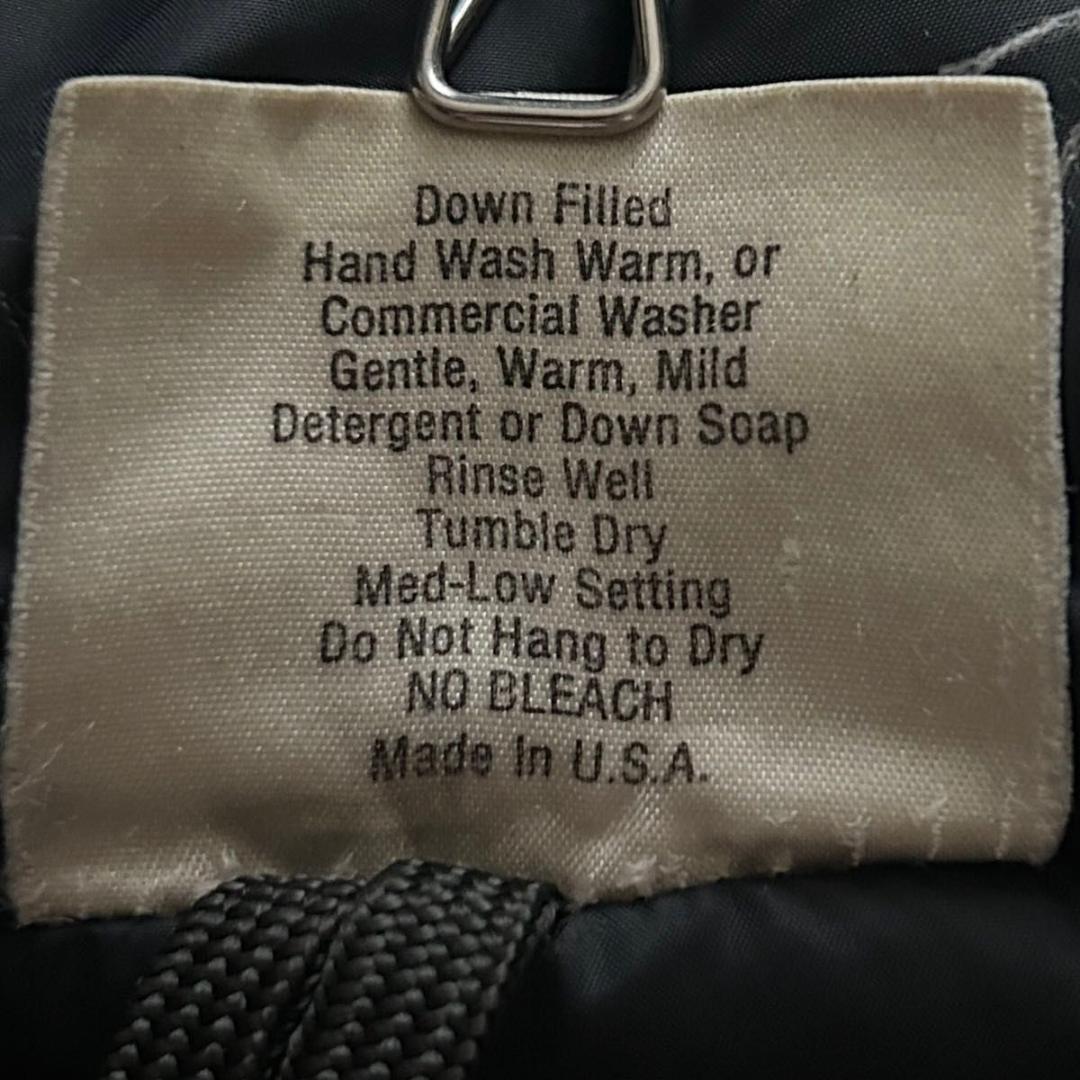 Down Filled
Hand Wash Warm, or
Commercial Washer
Gentle, Warm, Mild
Detergent or Down Soap
Rinse Well
Tumble Dry
Med-Low Setting
Do Not Hang to Dry
NO BLEACH
Made In U.S.A.